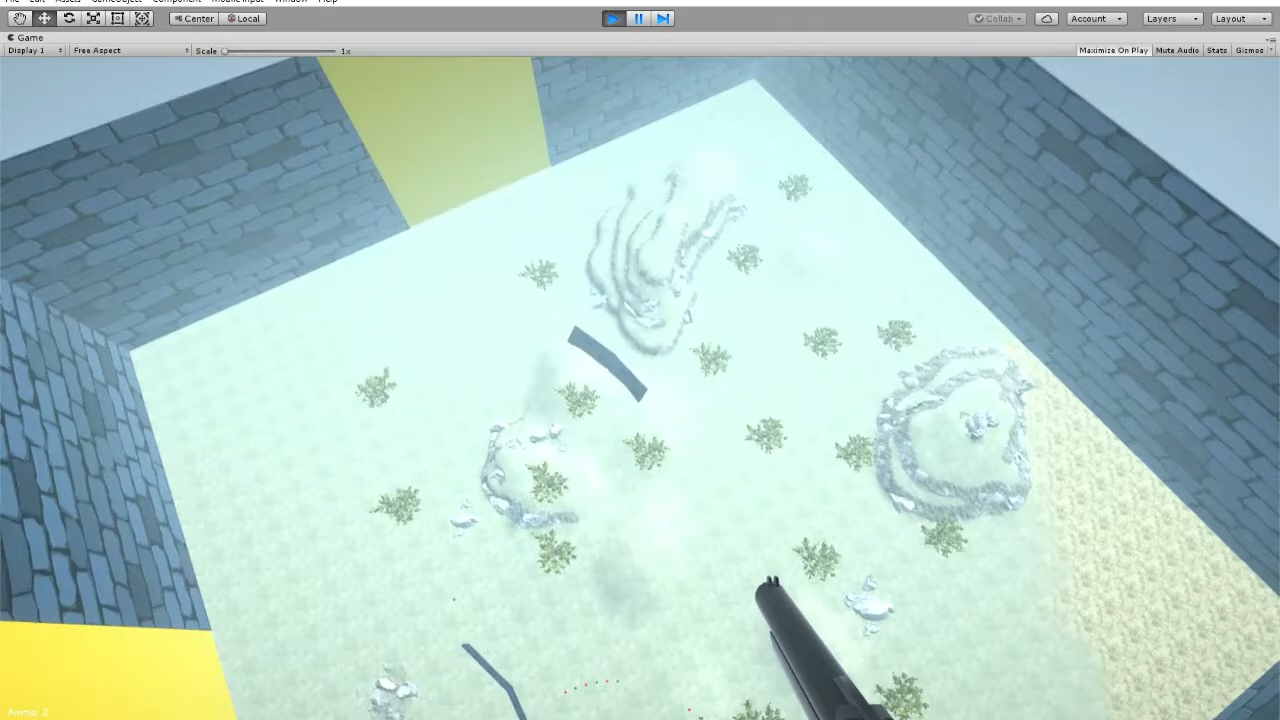 Center Local Collab Account Layers Layout
Game
Display 1 Free Aspect Scale 1x Maximize On Play Mute Audio Stats Gizmos
Ammo: 2